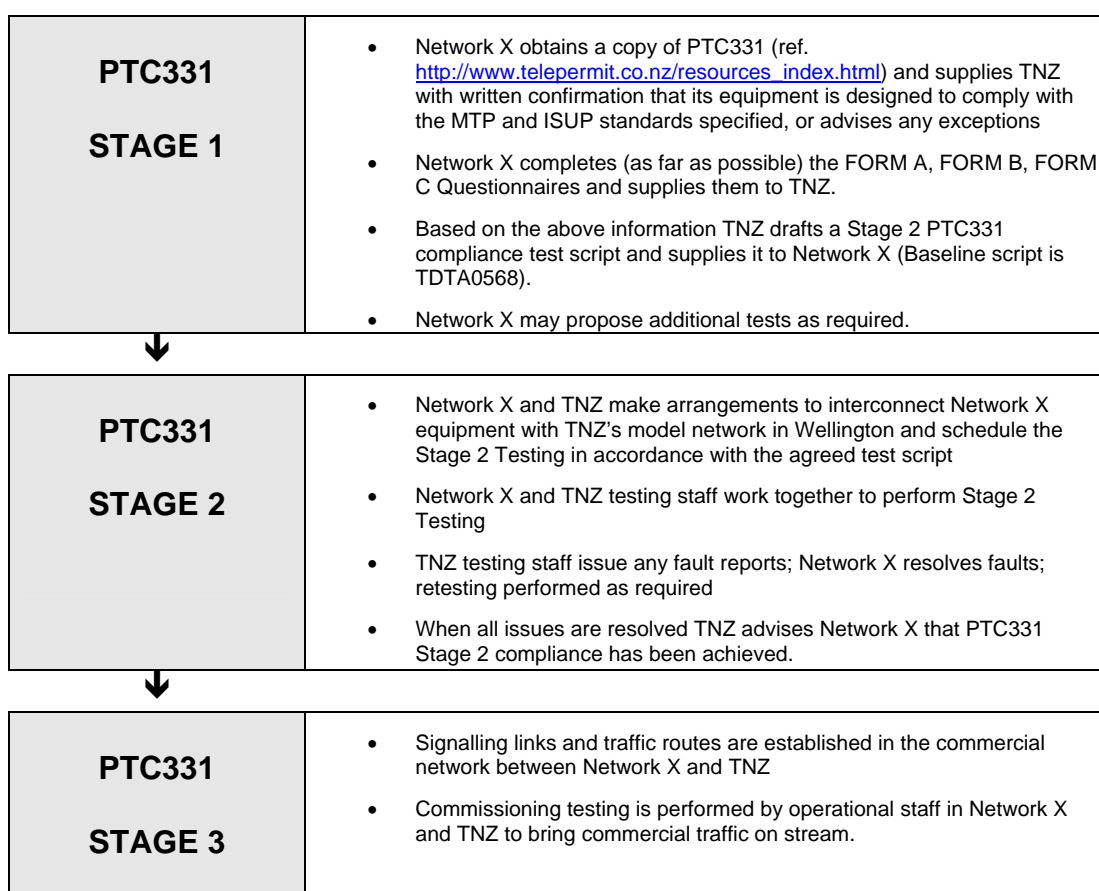 PTC331
STAGE 1
• Network X obtains a copy of PTC331 (ref.
http://www.telepermit.co.nz/resources_index.html) and supplies TNZ
with written confirmation that its equipment is designed to comply with
the MTP and ISUP standards specified, or advises any exceptions
• Network X completes (as far as possible) the FORM A, FORM B, FORM
C Questionnaires and supplies them to TNZ.
• Based on the above information TNZ drafts a Stage 2 PTC331
compliance test script and supplies it to Network X (Baseline script is
TDTA0568).
• Network X may propose additional tests as required.
PTC331
STAGE 2
• Network X and TNZ make arrangements to interconnect Network X
equipment with TNZ's model network in Wellington and schedule the
Stage 2 Testing in accordance with the agreed test script
• Network X and TNZ testing staff work together to perform Stage 2
Testing
• TNZ testing staff issue any fault reports; Network X resolves faults;
retesting performed as required
• When all issues are resolved TNZ advises Network X that PTC331
Stage 2 compliance has been achieved.
PTC331
STAGE 3
• Signalling links and traffic routes are established in the commercial
network between Network X and TNZ
• Commissioning testing is performed by operational staff in Network X
and TNZ to bring commercial traffic on stream.